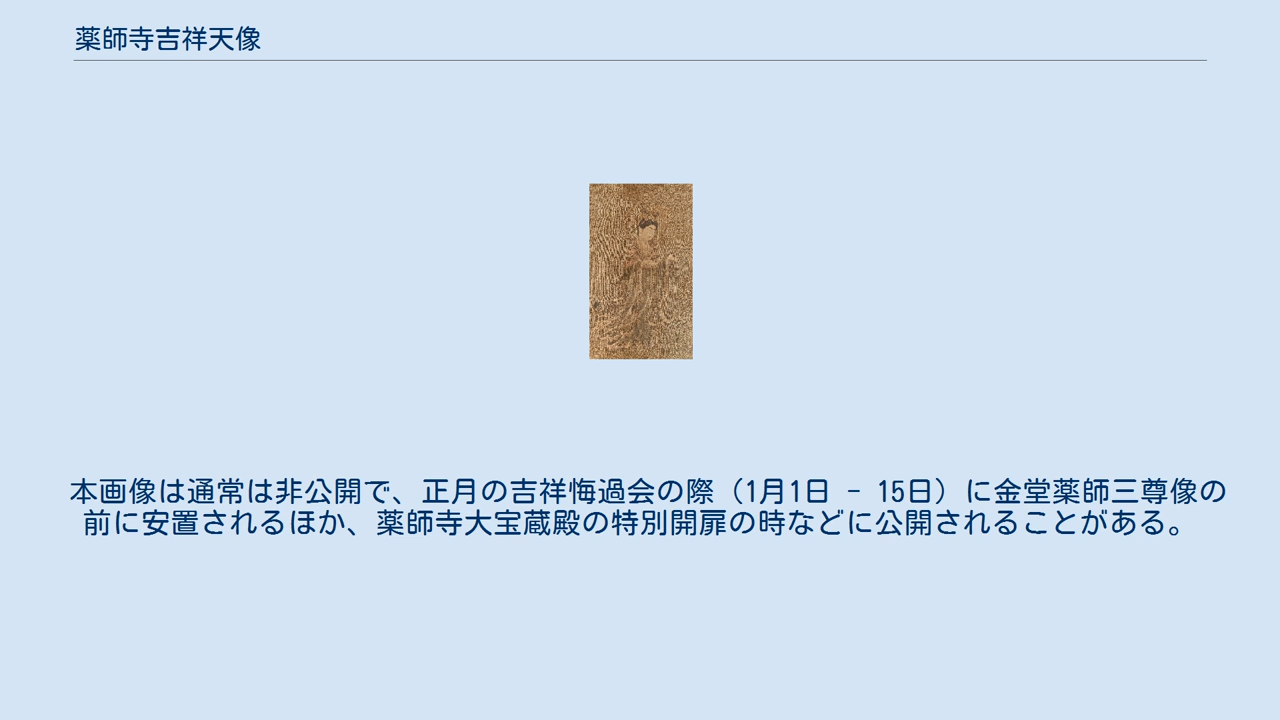 薬師寺吉祥天像
本画像は通常は非公開で、正月の吉祥悔過会の際（1月1日 - 15日）に金堂薬師三尊像の
前に安置されるほか、薬師寺大宝蔵殿の特別開扉の時などに公開されることがある。